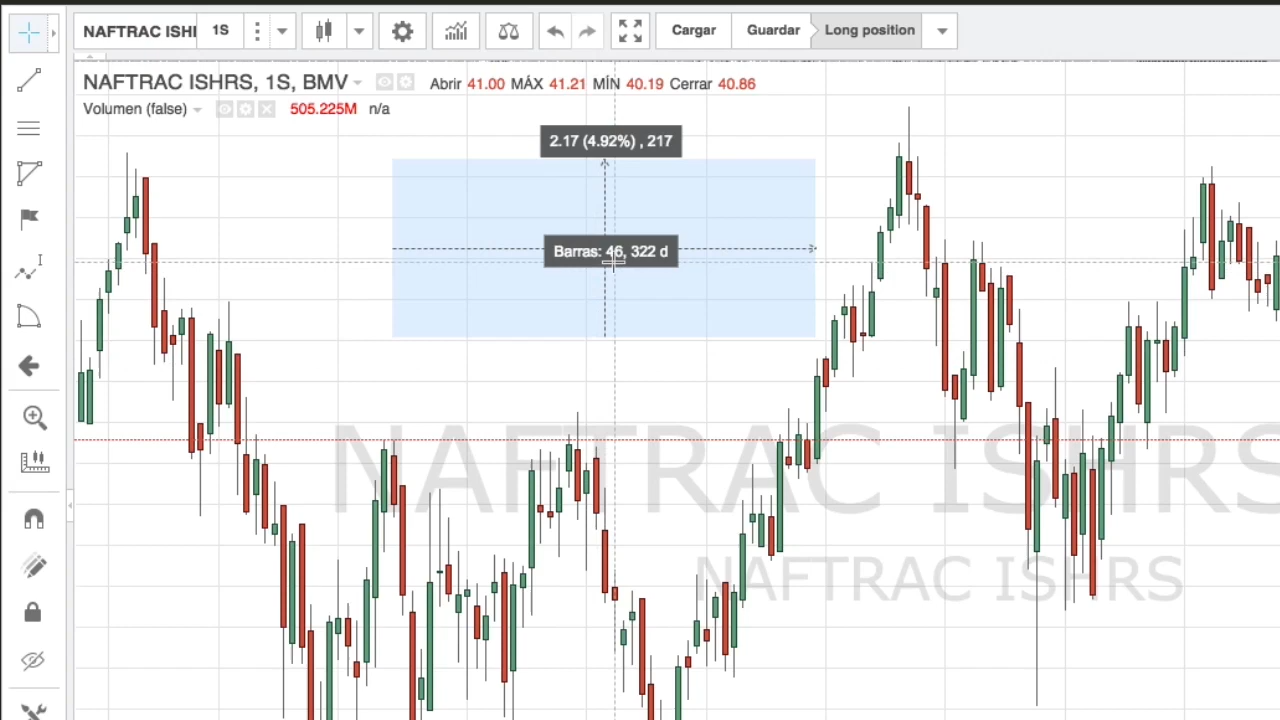 NAFTRAC ISHI 1S Cargar Guardar Long position
NAFTRAC ISHRS, 1S, BMV Abrir 41.00 MÁX 41.21 MÍN 40.19 Cerrar 40.86
Volumen (false) 505.225M n/a
2.17 (4.92%) , 217
Barras: 46, 322 d
NAFTRAC ISHRS
NAFTRAC ISHRS